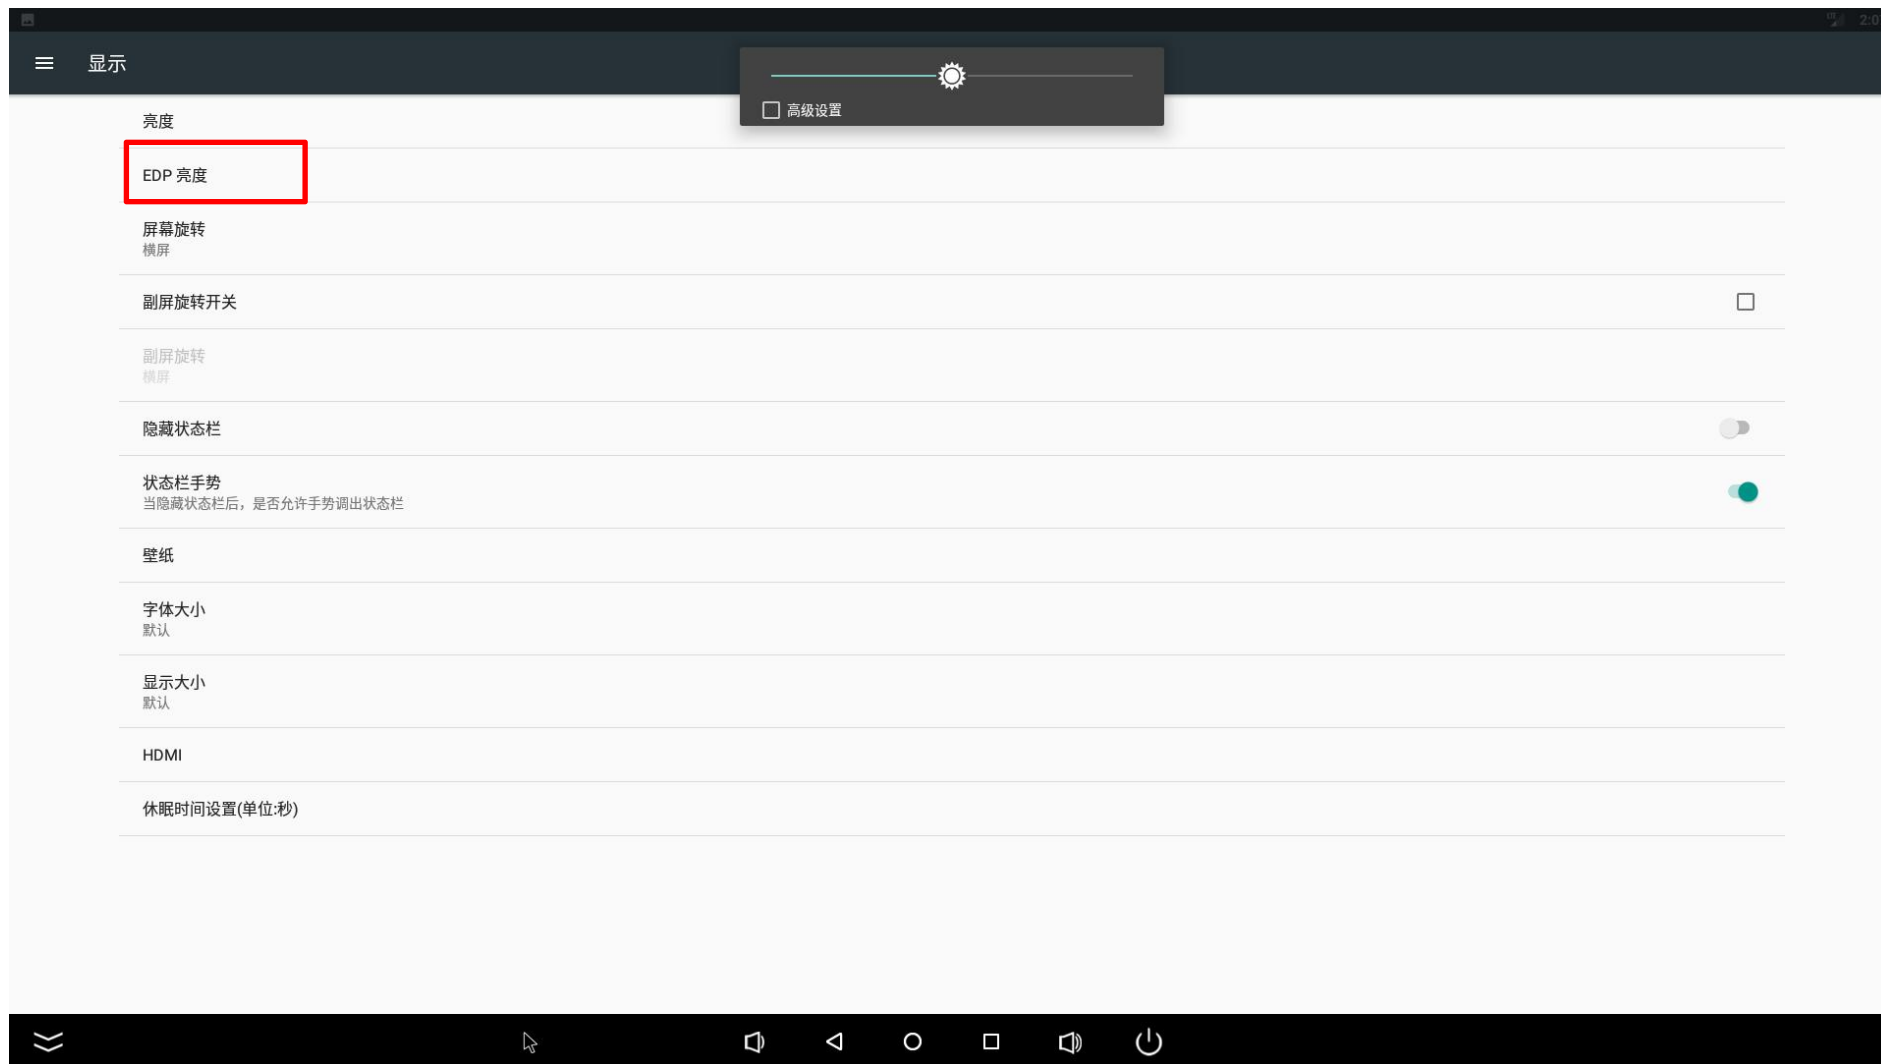 2:0
显示
高级设置
亮度
EDP 亮度
屏幕旋转
横屏
副屏旋转开关
副屏旋转
横屏
隐藏状态栏
状态栏手势
当隐藏状态栏后，是否允许手势调出状态栏
壁纸
字体大小
默认
显示大小
默认
HDMI
休眠时间设置(单位:秒)